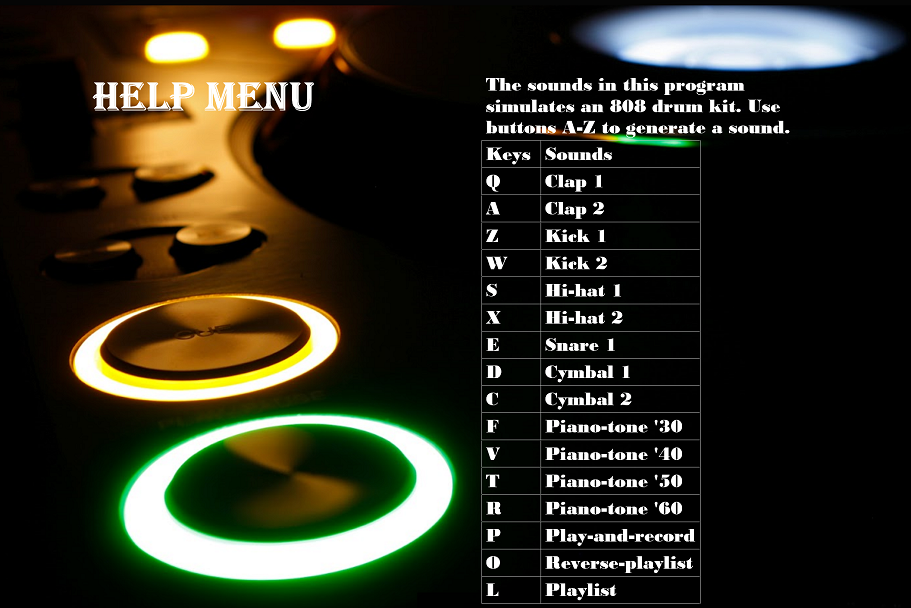 HELP MENU
The sounds in this program
simulates an 808 drum kit. Use
buttons A-Z to generate a sound.
Keys Sounds
Q Clap 1
A Clap 2
Z Kick 1
W Kick 2
S Hi-hat 1
X Hi-hat 2
E Snare 1
D Cymbal 1
C Cymbal 2
F Piano-tone '30
V Piano-tone '40
T Piano-tone '50
R Piano-tone '60
P Play-and-record
O Reverse-playlist
L Playlist